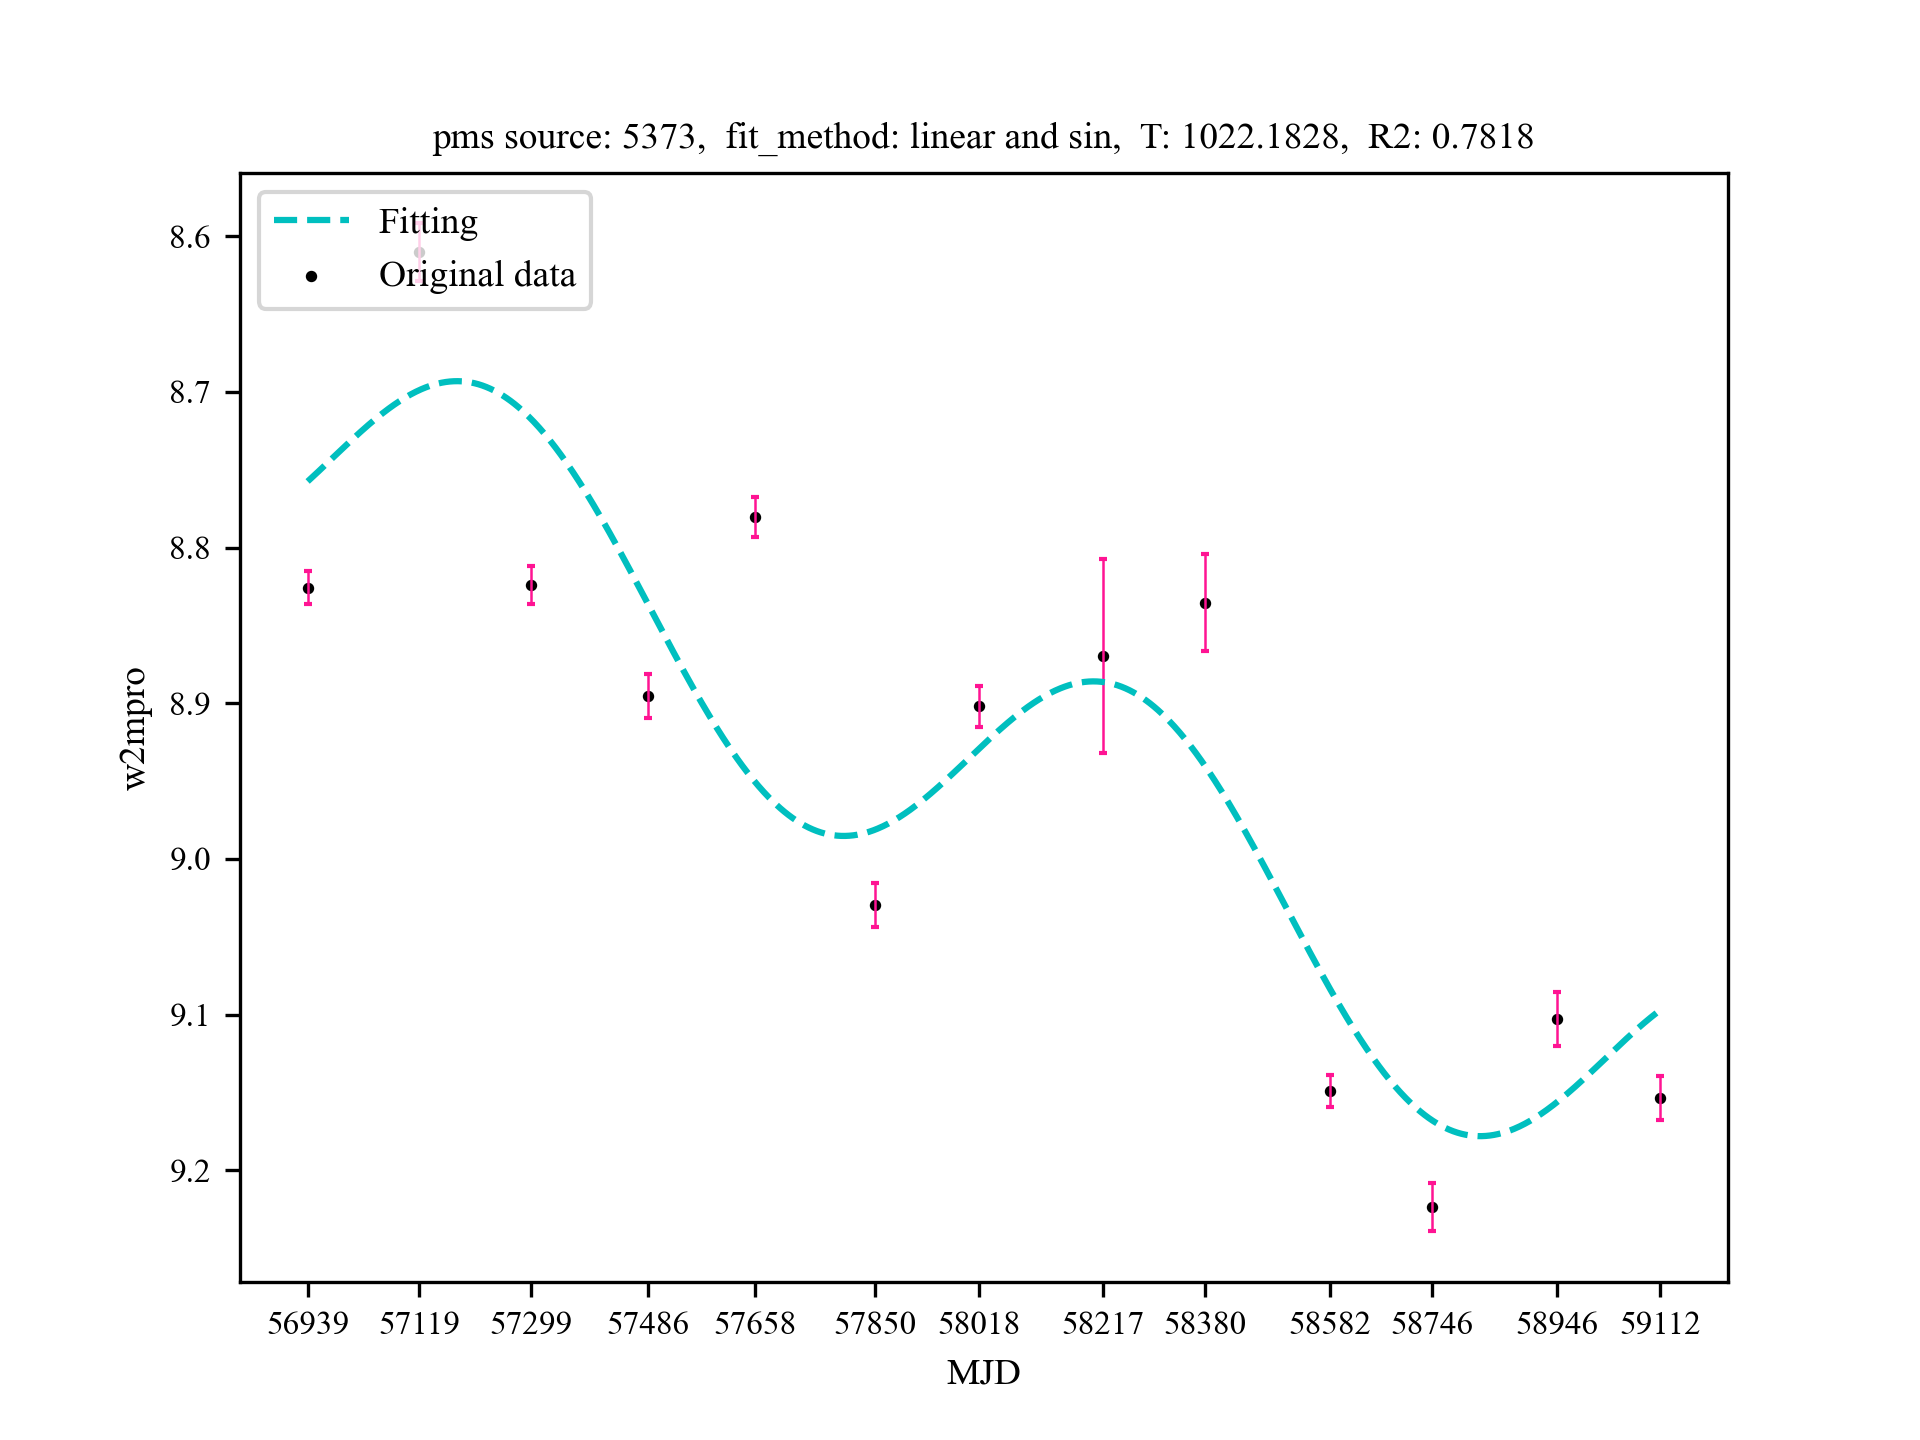 pms source: 5373, fit_method: linear and sin, T: 1022.1828, R2: 0.7818
Fitting
Original data
8.6
8.7
8.8
8.9
9.0
9.1
9.2
w2mpro
56939 57119 57299 57486 57658 57850 58018 58217 58380 58582 58746 58946 59112
MJD